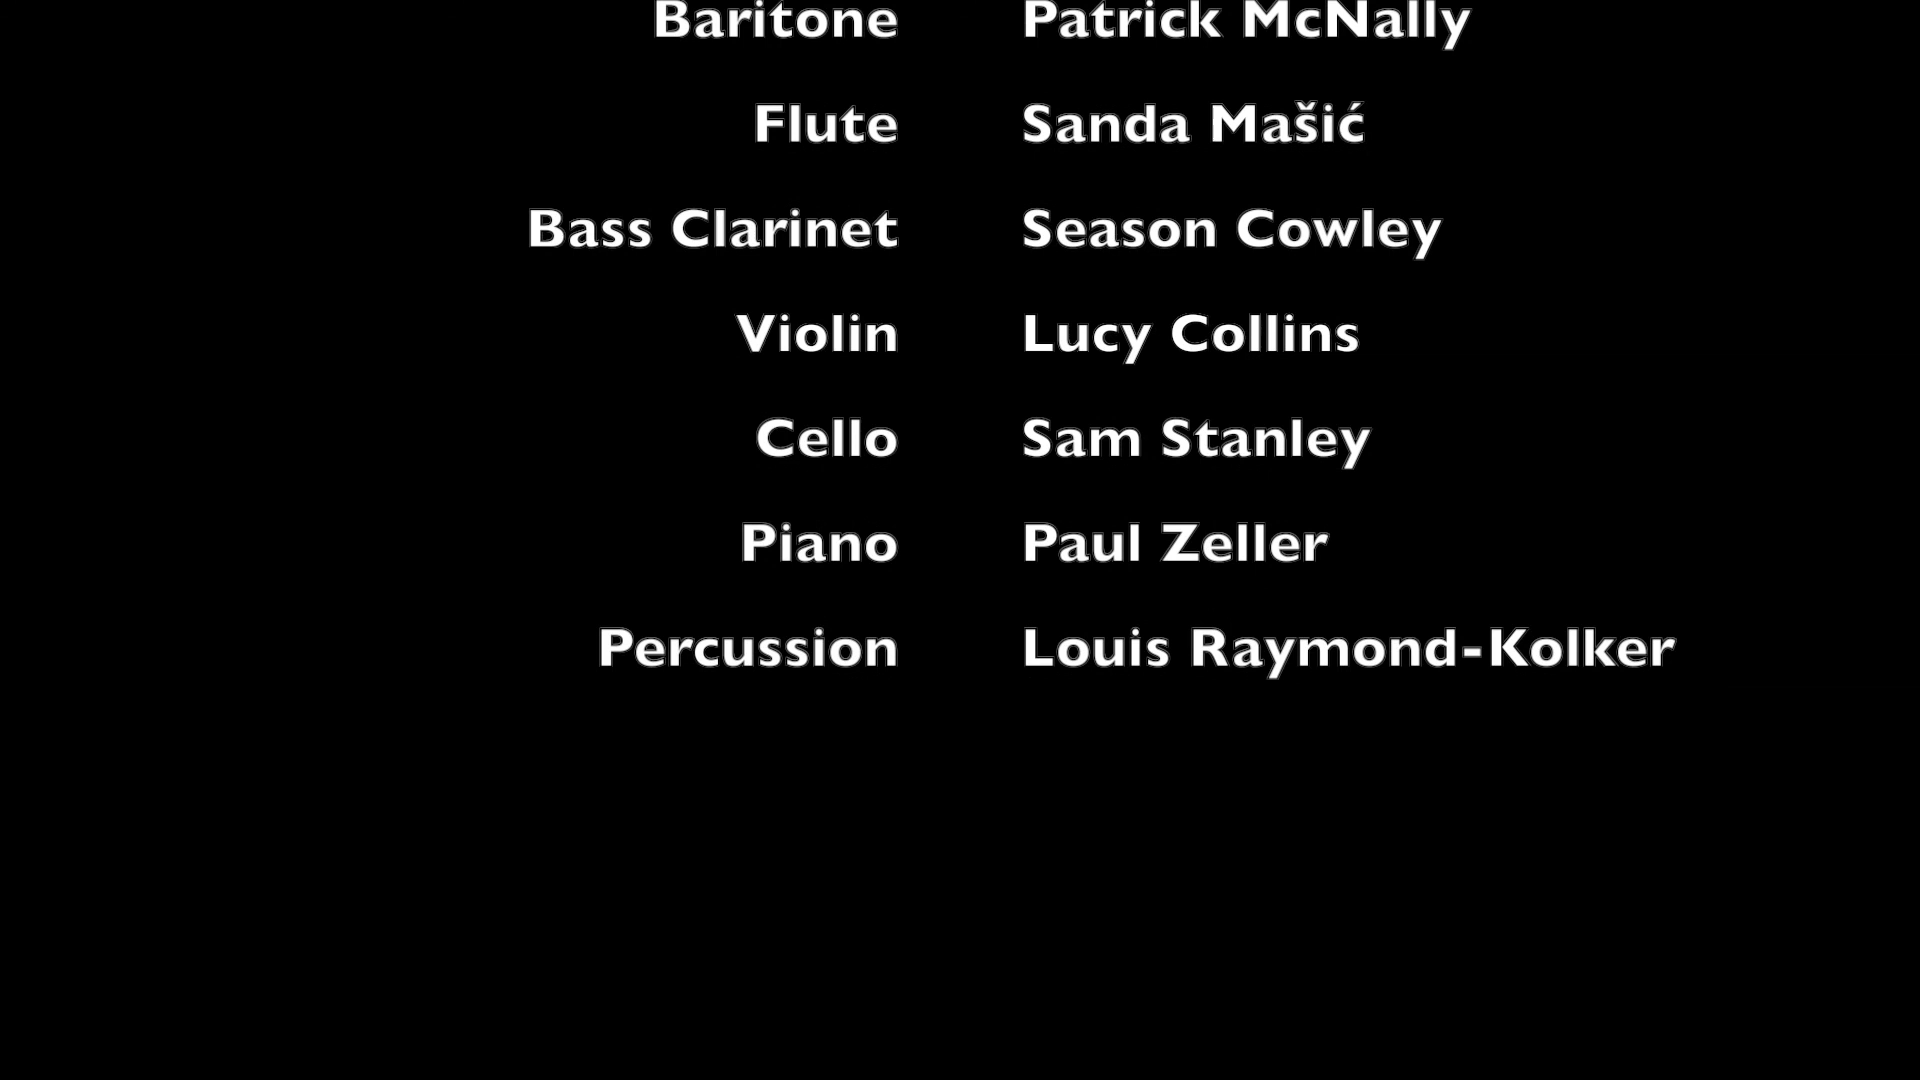 Baritone Patrick McNally
Flute Sanda Mašić
Bass Clarinet Season Cowley
Violin Lucy Collins
Cello Sam Stanley
Piano Paul Zeller
Percussion Louis Raymond-Kolker